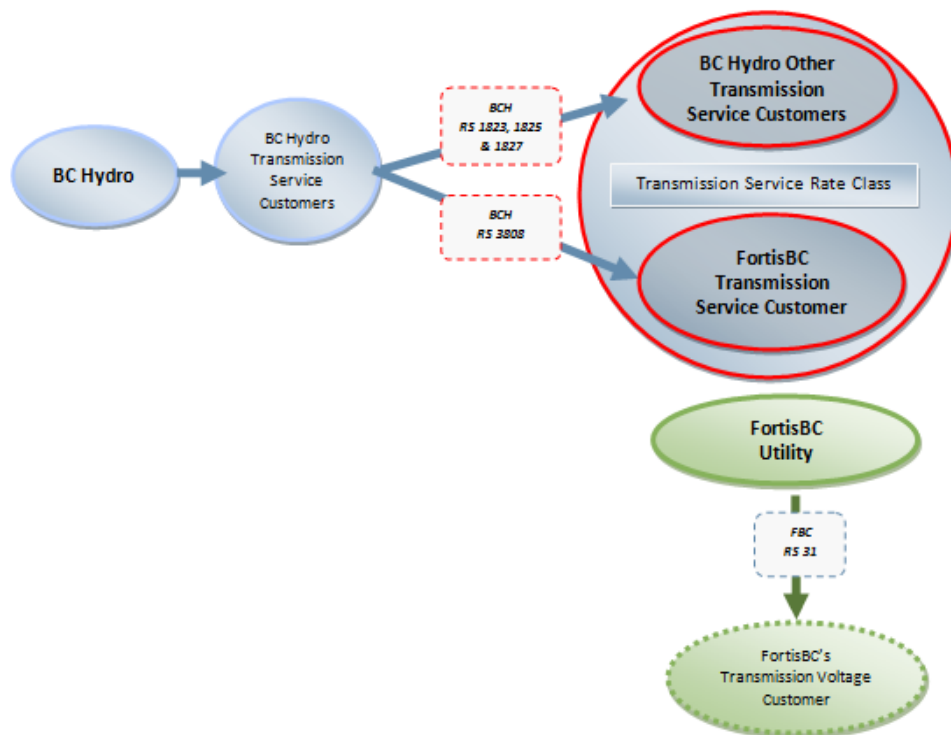 BC Hydro
BC Hydro
Transmission
Service
Customers
BCH
RS 1823, 1825
& 1827
BCH
RS 3808
BC Hydro Other
Transmission
Service Customers
Transmission Service Rate Class
FortisBC
Transmission
Service Customer
FortisBC
Utility
FBC
RS 31
FortisBC's
Transmission Voltage
Customer